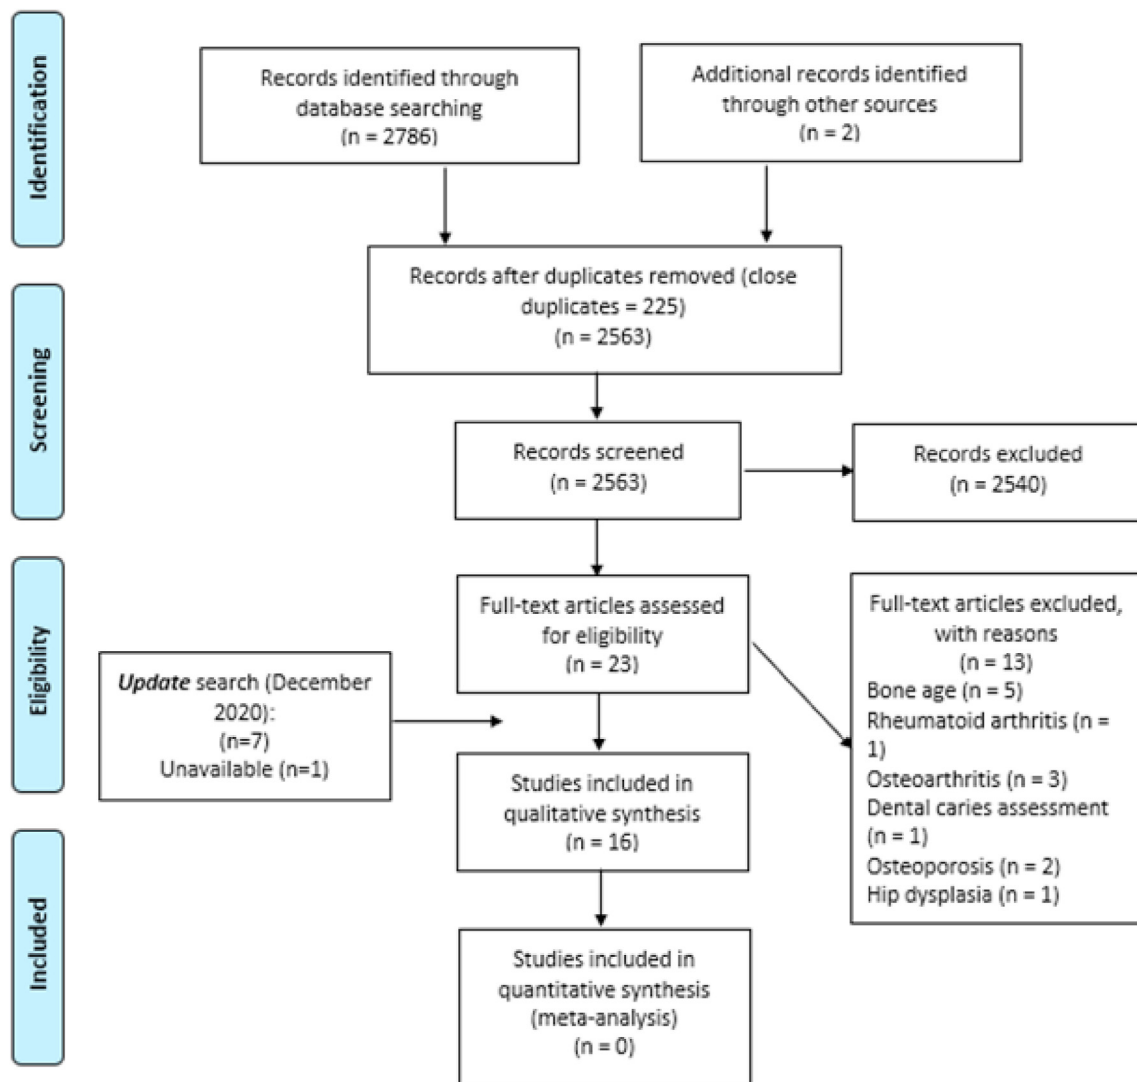 Identification
Records identified through
database searching
(n = 2786)
Additional records identified
through other sources
(n = 2)
Records after duplicates removed (close
duplicates = 225)
(n = 2563)
Screening
Records screened
(n = 2563)
Records excluded
(n = 2540)
Eligibility
Full-text articles assessed
for eligibility
(n = 23)
Full-text articles excluded,
with reasons
(n = 13)
Bone age (n = 5)
Rheumatoid arthritis (n =
1)
Osteoarthritis (n = 3)
Dental caries assessment
(n = 1)
Osteoporosis (n = 2)
Hip dysplasia (n = 1)
Update search (December
2020):
(n=7)
Unavailable (n=1)
Studies included in
qualitative synthesis
(n = 16)
Included
Studies included in
quantitative synthesis
(meta-analysis)
(n = 0)